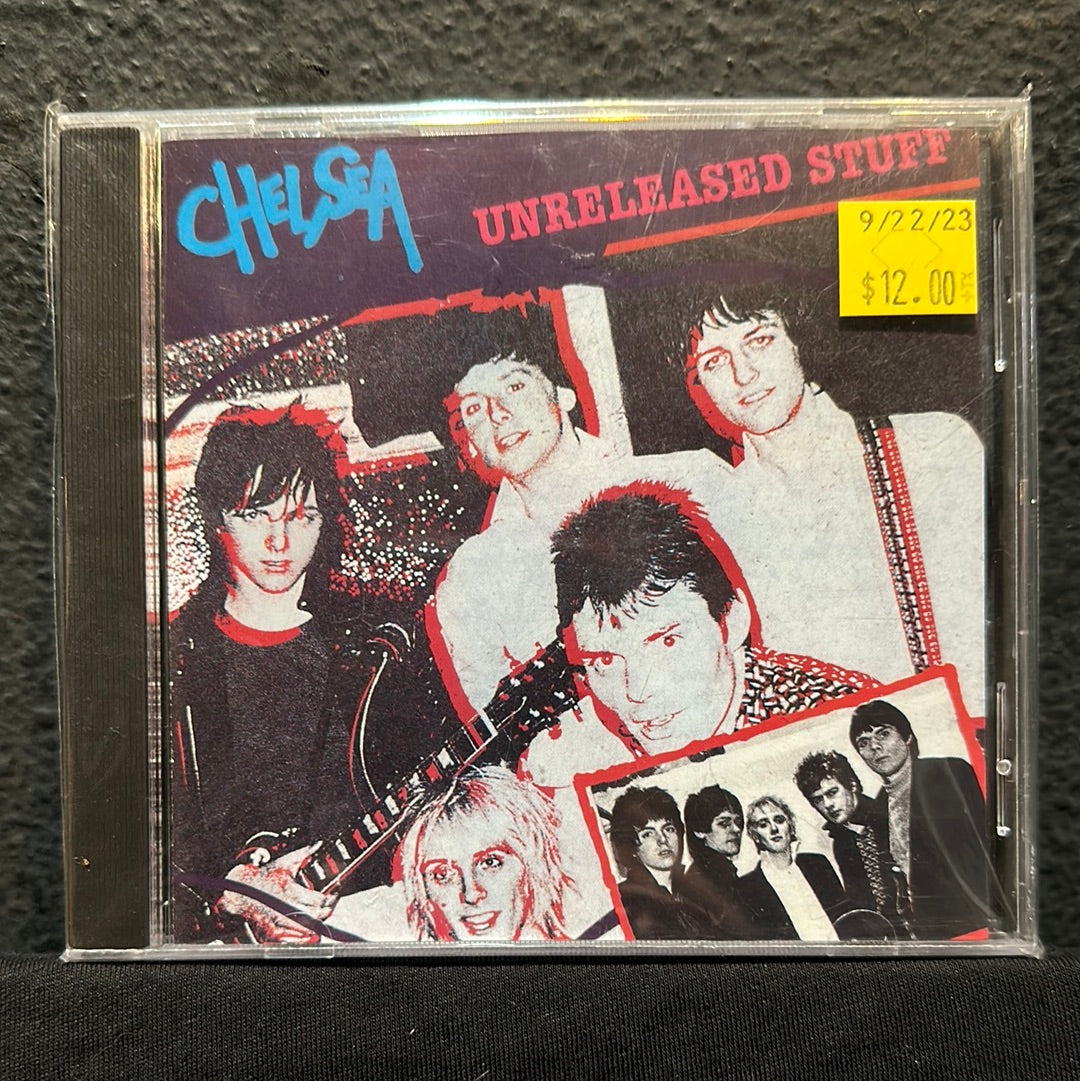 CHELSEA
UNRELEASED STUFF
9/22/23
$12.00